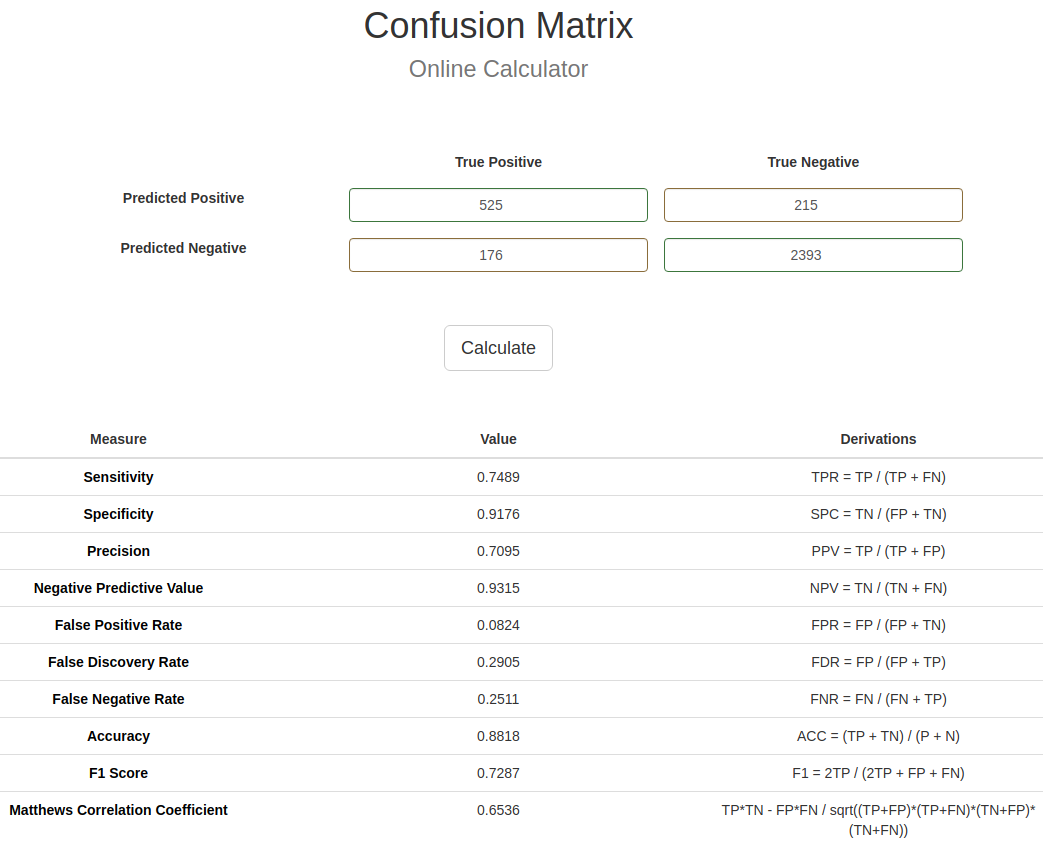 Confusion Matrix
Online Calculator
True Positive True Negative
Predicted Positive 525 215
Predicted Negative 176 2393
Calculate
Measure Value Derivations
Sensitivity 0.7489 TPR = TP / (TP + FN)
Specificity 0.9176 SPC = TN / (FP + TN)
Precision 0.7095 PPV = TP / (TP + FP)
Negative Predictive Value 0.9315 NPV = TN / (TN + FN)
False Positive Rate 0.0824 FPR = FP / (FP + TN)
False Discovery Rate 0.2905 FDR = FP / (FP + TP)
False Negative Rate 0.2511 FNR = FN / (FN + TP)
Accuracy 0.8818 ACC = (TP + TN) / (P + N)
F1 Score 0.7287 F1 = 2TP / (2TP + FP + FN)
Matthews Correlation Coefficient 0.6536 TP*TN - FP*FN / sqrt((TP+FP)*(TP+FN)*(TN+FP)*
(TN+FN))